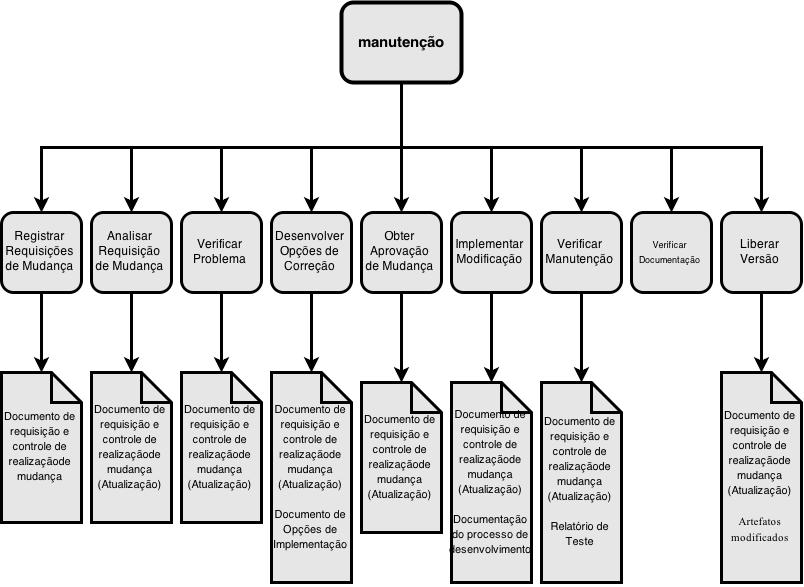 manutenção
Registrar
Requisições
de Mudança
Analisar
Requisição
de Mudança
Verificar
Problema
Desenvolver
Opções de
Correção
Obter
Aprovação
de Mudança
Implementar
Modificação
Verificar
Manutenção
Verificar
Documentação
Liberar
Versão
Documento de
requisição e
controle de
realizaçãode
mudança
Documento de
requisição e
controle de
realizaçãode
mudança
(Atualização)
Documento de
requisição e
controle de
realizaçãode
mudança
(Atualização)
Documento de
requisição e
controle de
realizaçãode
mudança
(Atualização)
Documento de
Opções de
Implementação
Documento de
requisição e
controle de
realizaçãode
mudança
(Atualização)
Documento de
requisição e
controle de
realizaçãode
mudança
(Atualização)
Documentação
do processo de
desenvolvimento
Documento de
requisição e
controle de
realizaçãode
mudança
(Atualização)
Relatório de
Teste
Documento de
requisição e
controle de
realizaçãode
mudança
(Atualização)
Artefatos
modificados